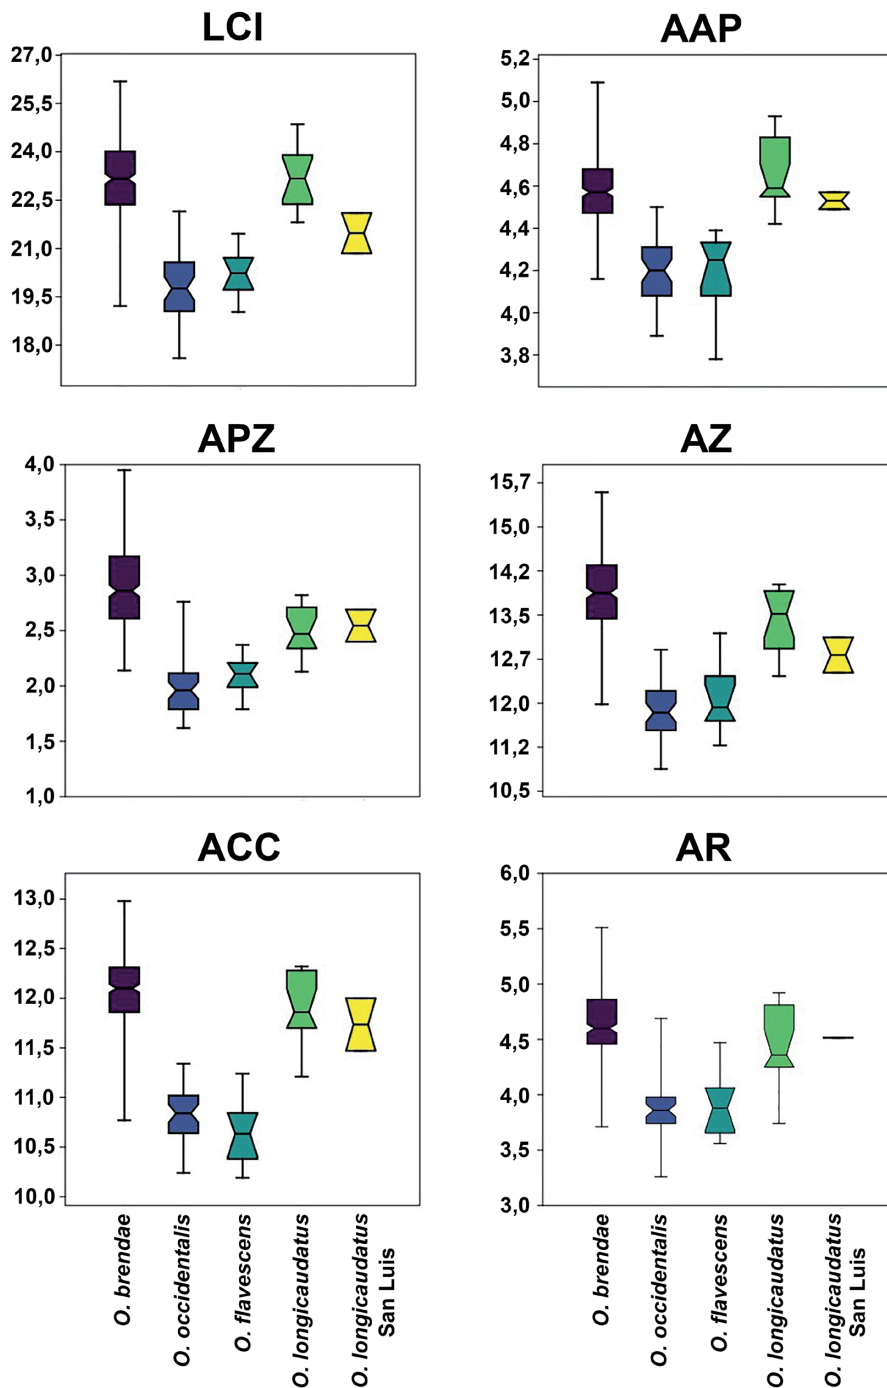 LCI
27,0
25,5
24,0
22,5
21,0
19,5
18,0
AAP
5,2
5,0
4,8
4,6
4,4
4,2
4,0
3,8
APZ
4,0
3,5
3,0
2,5
2,0
1,5
1,0
AZ
15,7
15,0
14,2
13,5
12,7
12,0
11,2
10,5
ACC
13,0
12,5
12,0
11,5
11,0
10,5
10,0
AR
6,0
5,5
5,0
4,5
4,0
3,5
3,0
O. brendae
O. occidentalis
O. flavescens
O. longicaudatus
O. longicaudatus
San Luis
O. brendae
O. occidentalis
O. flavescens
O. longicaudatus
O. longicaudatus
San Luis